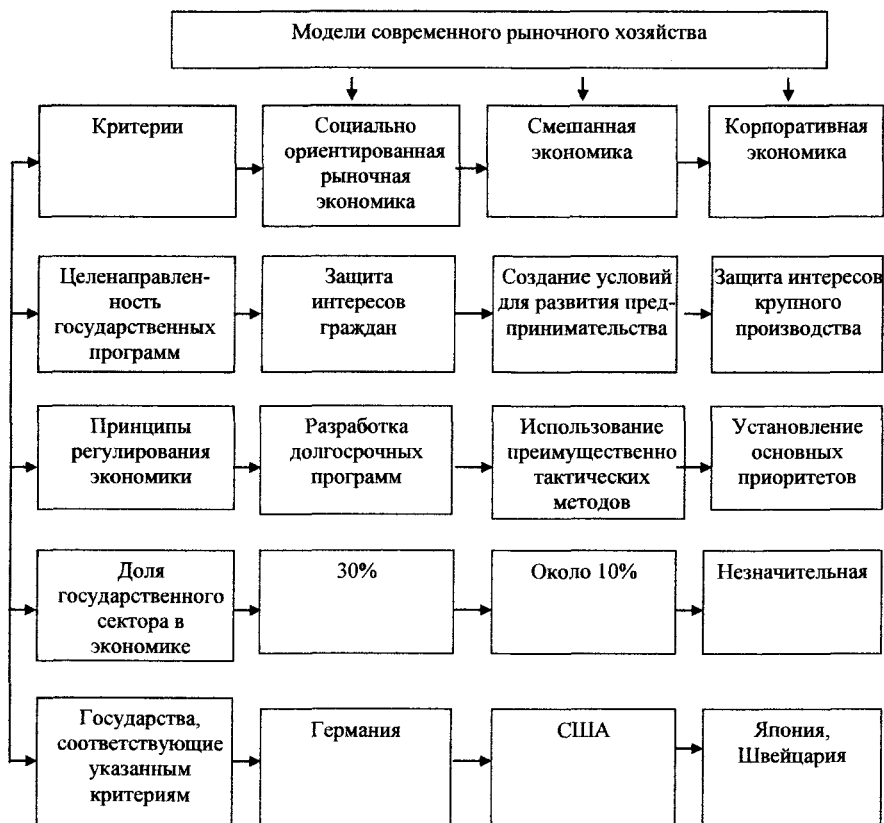 Модели современного рыночного хозяйства
Критерии
Социально
ориентированная
рыночная
экономика
Смешанная
экономика
Корпоративная
экономика
Целенаправлен-
ность
государственных
программ
Защита
интересов
граждан
Создание условий
для развития пред-
принимательства
Защита интересов
крупного
производства
Принципы
регулирования
экономики
Разработка
долгосрочных
программ
Использование
преимущественно
тактических
методов
Установление
основных
приоритетов
Доля
государственного
сектора в
экономике
30%
Около 10%
Незначительная
Государства,
соответствующие
указанным
критериям
Германия
США
Япония,
Швейцария